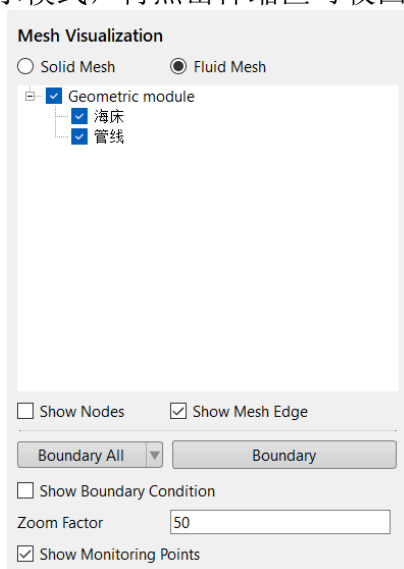 Mesh Visualization
Solid Mesh Fluid Mesh
Geometric module
海床
管线
Show Nodes Show Mesh Edge
Boundary All Boundary
Show Boundary Condition
Zoom Factor 50
Show Monitoring Points